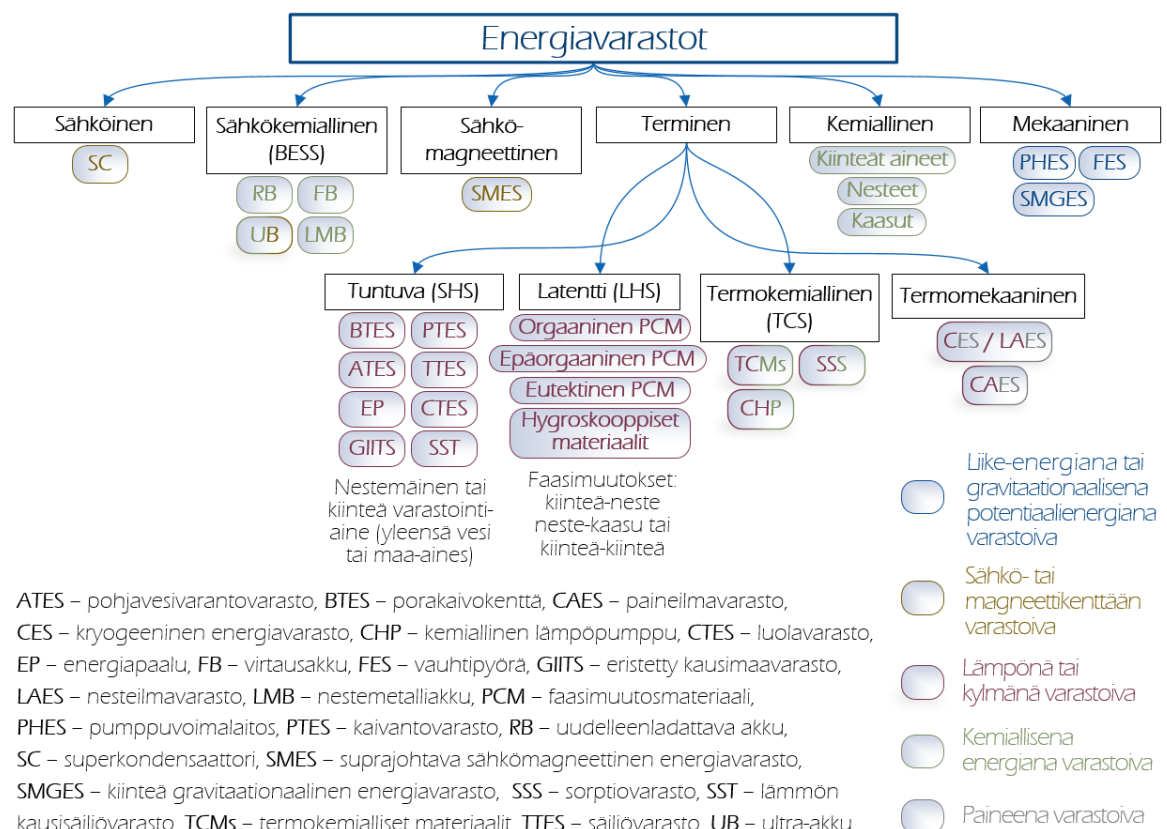 Energiavarastot
Sähköinen
SC
Sähkökemiallinen
(BESS)
RB FB
UB LMB
Sähkö-
magneettinen
SMES
Terminen
Kemiallinen
Kiinteät aineet
Nesteet
Kaasut
Mekaaninen
PHES FES
SMGES
Tuntuva (SHS)
BTES PTES
ATES TTES
EP CTES
GIITS SST
Nestemäinen tai
kiinteä varastointi-
aine (yleensä vesi
tai maa-aines)
Latentti (LHS)
Orgaaninen PCM
Epäorgaaninen PCM
Eutektinen PCM
Hygroskooppiset
materiaalit
Faasimuutokset:
kiinteä-neste
neste-kaasu tai
kiinteä-kiinteä
Termokemiallinen
(TCS)
TCMs SSS
CHP
Termomekaaninen
CES / LAES
CAES
Liike-energiana tai
gravitaationaalisena
potentiaalienergiana
varastoiva
Sähkö- tai
magneettikenttään
varastoiva
Lämpönä tai
kylmänä varastoiva
Kemiallisena
energiana varastoiva
Paineena varastoiva
ATES – pohjavesivarantovarasto, BTES – porakaivokenttä, CAES – paineilmavarasto,
CES – kryogeeninen energiavarasto, CHP – kemiallinen lämpöpumppu, CTES – luolavarasto,
EP – energiapaalu, FB – virtausakku, FES – vauhtipyörä, GIITS – eristetty kausimaavarasto,
LAES – nesteilmavarasto, LMB – nestemetalliakku, PCM – faasimuutosmateriaali,
PHES – pumppuvoimalaitos, PTES – kaivantovarasto, RB – uudelleenladattava akku,
SC – superkondensaattori, SMES – suprajohtava sähkömagneettinen energiavarasto,
SMGES – kiinteä gravitaationaalinen energiavarasto, SSS – sorptiovarasto, SST – lämmön
kausisäiliövarasto, TCMs – termokemialliset materiaalit, TTES – säiliövarasto, UB – ultra-akku